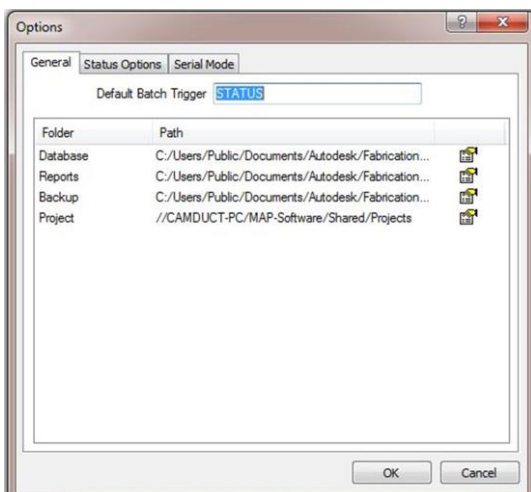 Options
General Status Options Serial Mode
Default Batch Trigger STATUS
Folder Path
Database C:/Users/Public/Documents/Autodesk/Fabrication...
Reports C:/Users/Public/Documents/Autodesk/Fabrication...
Backup C:/Users/Public/Documents/Autodesk/Fabrication...
Project //CAMDUCT-PC/MAP-Software/Shared/Projects
OK Cancel